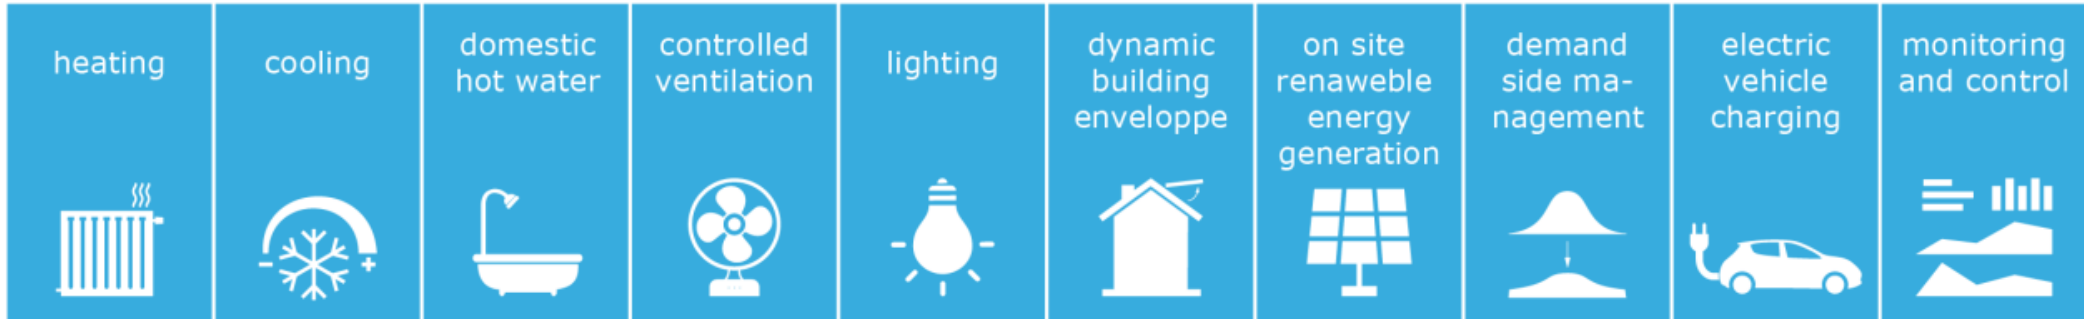 heating
cooling
domestic
hot water
controlled
ventilation
lighting
dynamic
building
enveloppe
on site
renaweble
energy
generation
demand
side ma-
nagement
electric
vehicle
charging
monitoring
and control